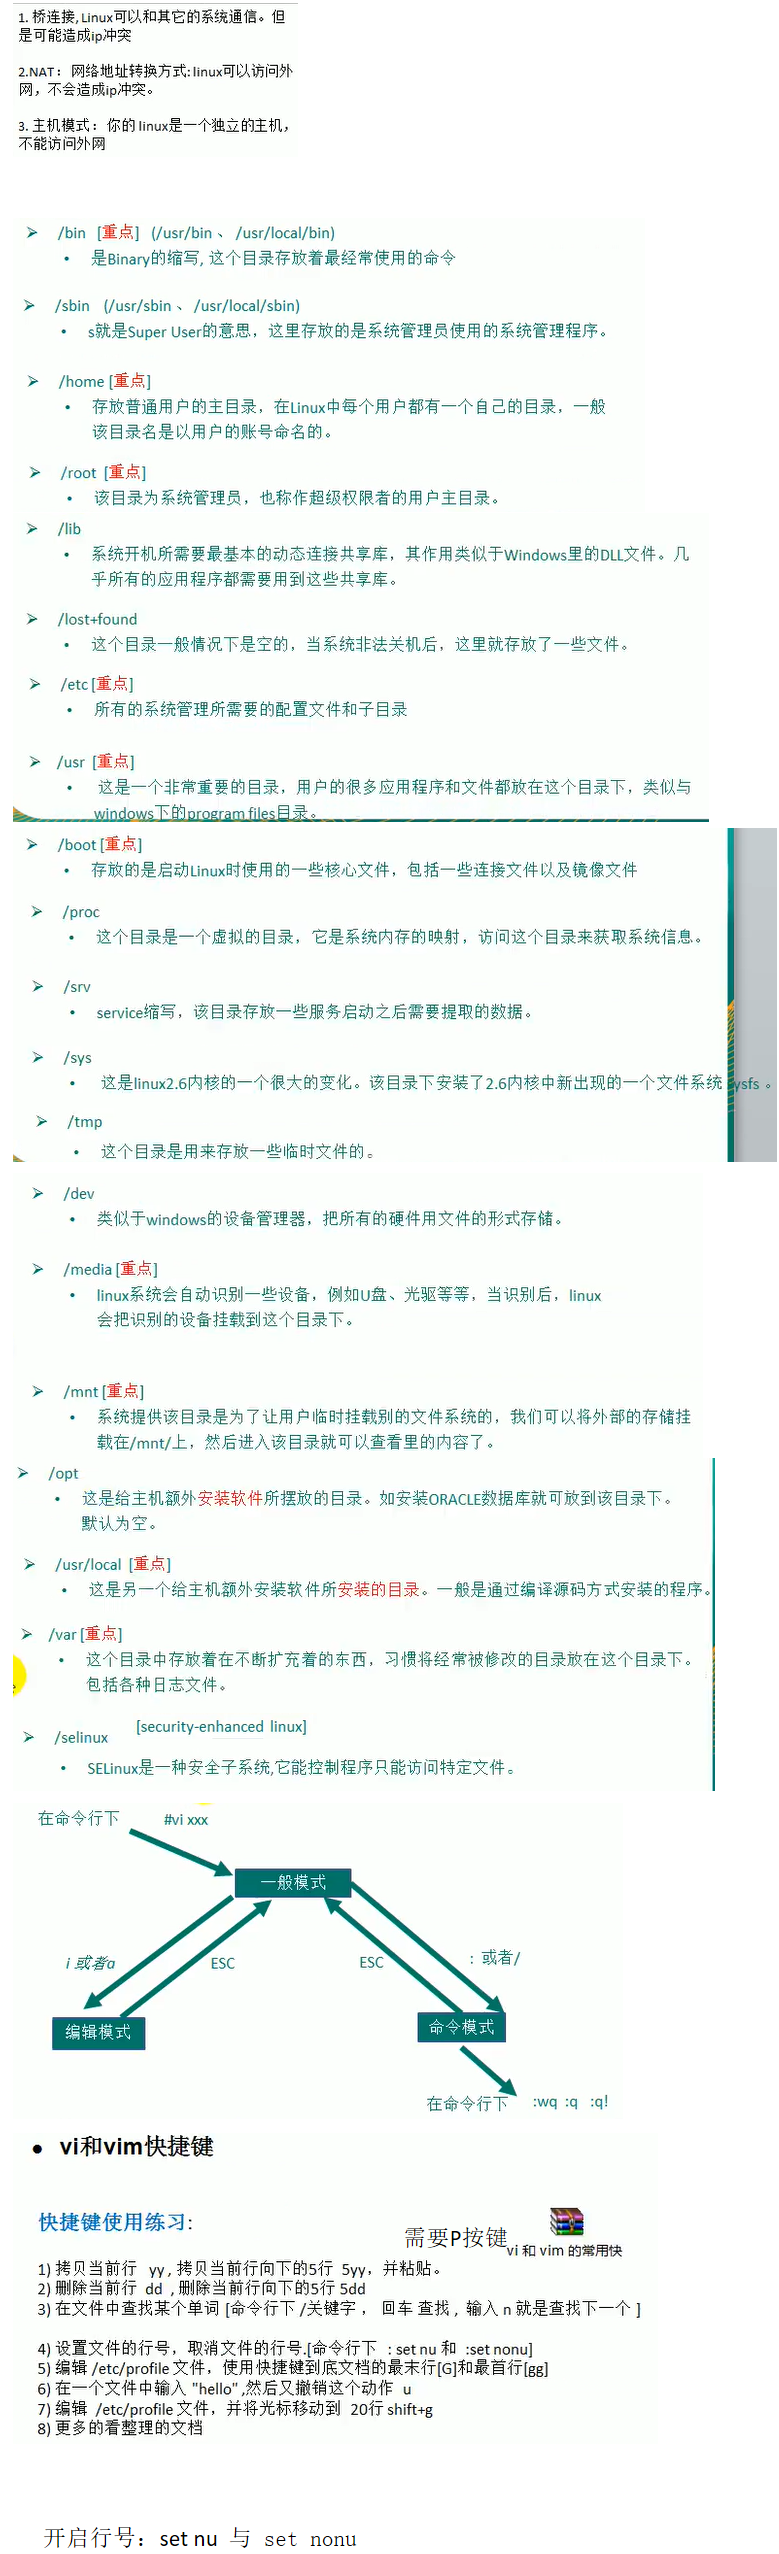 1. 桥连接, Linux可以和其它的系统通信。但
是可能造成ip冲突
2.NAT： 网络地址转换方式: linux可以访问外
网，不会造成ip冲突。
3. 主机模式：你的 linux是一个独立的主机，
不能访问外网
/bin [重点] (/usr/bin 、 /usr/local/bin)
• 是Binary的缩写, 这个目录存放着最经常使用的命令
/sbin (/usr/sbin 、 /usr/local/sbin)
• s就是Super User的意思，这里存放的是系统管理员使用的系统管理程序。
/home [重点]
• 存放普通用户的主目录，在Linux中每个用户都有一个自己的目录，一般
该目录名是以用户的账号命名的。
/root [重点]
• 该目录为系统管理员，也称作超级权限者的用户主目录。
/lib
• 系统开机所需要最基本的动态连接共享库，其作用类似于Windows里的DLL文件。几
乎所有的应用程序都需要用到这些共享库。
/lost+found
• 这个目录一般情况下是空的，当系统非法关机后，这里就存放了一些文件。
/etc [重点]
• 所有的系统管理所需要的配置文件和子目录
/usr [重点]
• 这是一个非常重要的目录，用户的很多应用程序和文件都放在这个目录下，类似与
windows下的program files目录。
/boot [重点]
• 存放的是启动Linux时使用的一些核心文件，包括一些连接文件以及镜像文件
/proc
• 这个目录是一个虚拟的目录，它是系统内存的映射，访问这个目录来获取系统信息。
/srv
• service缩写，该目录存放一些服务启动之后需要提取的数据。
/sys
• 这是linux2.6内核的一个很大的变化。该目录下安装了2.6内核中新出现的一个文件系统 ysfs 。
/tmp
• 这个目录是用来存放一些临时文件的。
/dev
• 类似于windows的设备管理器，把所有的硬件用文件的形式存储。
/media [重点]
• linux系统会自动识别一些设备，例如U盘、光驱等等，当识别后，linux
会把识别的设备挂载到这个目录下。
/mnt [重点]
• 系统提供该目录是为了让用户临时挂载别的文件系统的，我们可以将外部的存储挂
载在/mnt/上，然后进入该目录就可以查看里的内容了。
/opt
• 这是给主机额外安装软件所摆放的目录。如安装ORACLE数据库就可放到该目录下。
默认为空。
/usr/local [重点]
• 这是另一个给主机额外安装软件所安装的目录。一般是通过编译源码方式安装的程序。
/var [重点]
• 这个目录中存放着在不断扩充着的东西，习惯将经常被修改的目录放在这个目录下。
包括各种日志文件。
/selinux [security-enhanced linux]
• SELinux是一种安全子系统,它能控制程序只能访问特定文件。
在命令行下 #vi xxx
一般模式
i 或者a ESC ESC : 或者/
编辑模式 命令模式
在命令行下 :wq :q :q!
• vi和vim快捷键
快捷键使用练习:
需要P按键
vi 和 vim 的常用快
1) 拷贝当前行 yy , 拷贝当前行向下的5行 5yy，并粘贴。
2) 删除当前行 dd , 删除当前行向下的5行 5dd
3) 在文件中查找某个单词 [命令行下 /关键字 ， 回车 查找 , 输入 n 就是查找下一个 ]
4) 设置文件的行号，取消文件的行号.[命令行下 : set nu 和 :set nonu]
5) 编辑 /etc/profile 文件，使用快捷键到底文档的最末行[G]和最首行[gg]
6) 在一个文件中输入 "hello" ,然后又撤销这个动作 u
7) 编辑 /etc/profile 文件，并将光标移动到 20行 shift+g
8) 更多的看整理的文档
开启行号：set nu 与 set nonu